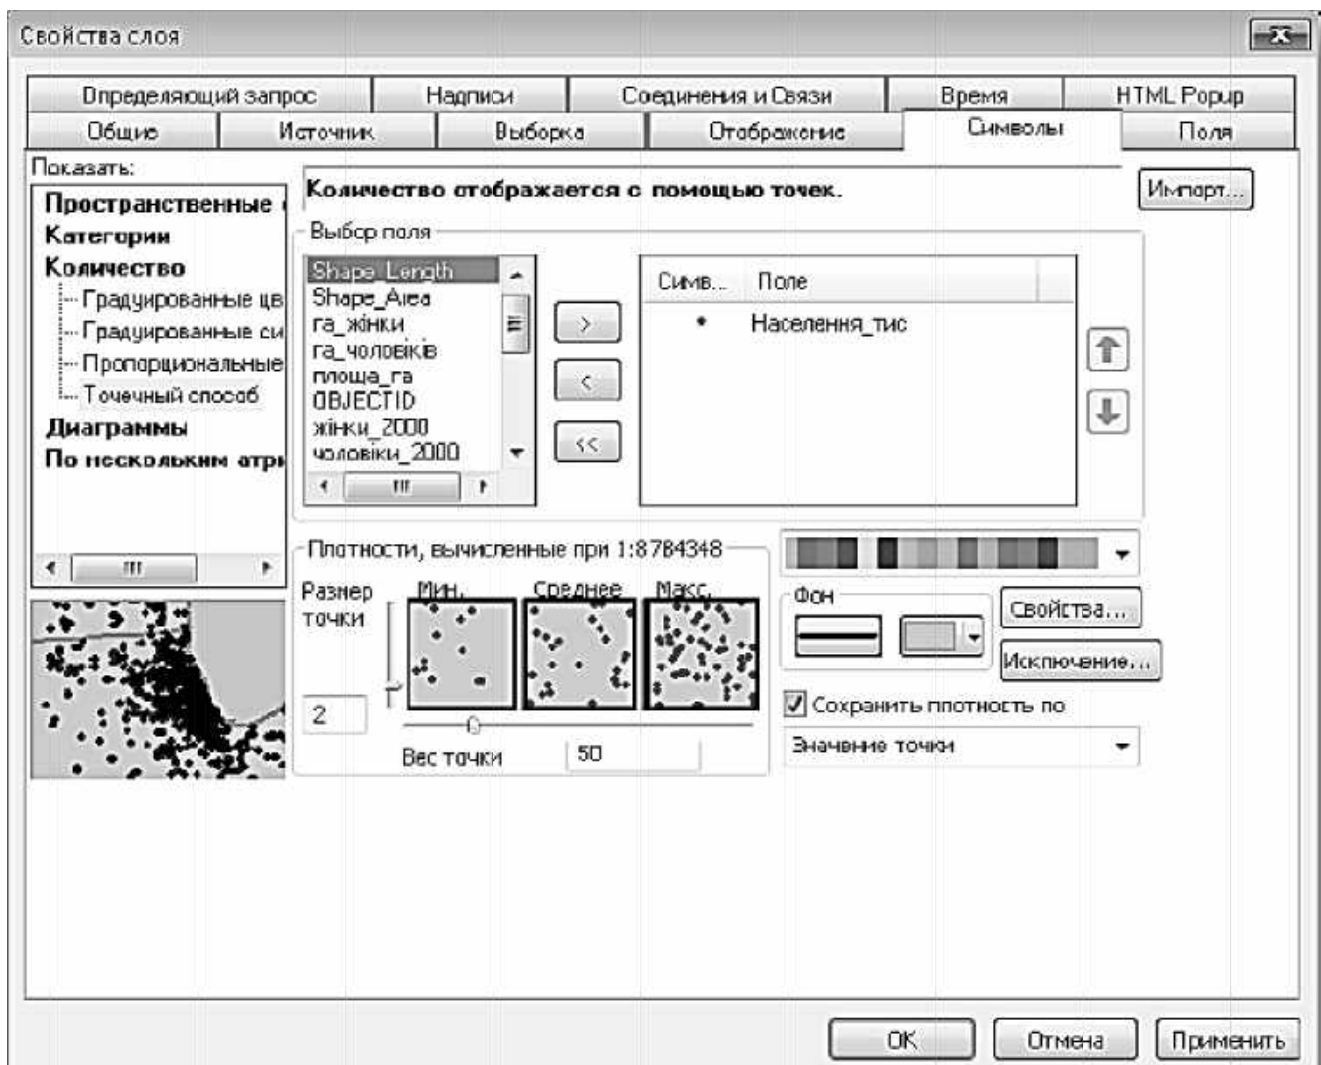 Свойства слоя
Определяющий запрос
Надписи
Соединения и Связи
Время
HTML Popup
Общие
Источник
Выборка
Отображение
Символы
Поля
Показать:
Пространственные
Категории
Количество
Градуированные цв
Градуированные си
Пропорциональные
Точечный способ
Диаграммы
По нескольким атри
Количество отображается с помощью точек.
Импорт...
Выбор поля
Shape_Length
Shape_Area
га_жінки
га_чоловіків
площа_га
OBJECTID
жінки_2000
чоловіки_2000
>
<
<<
Симв... Поле
Населення_тис
Плотности, вычисленные при 1:8784348
Размер точки
Мин.
Среднее
Макс.
2
Вес точки
50
Фон
Свойства...
Исключение...
Сохранить плотность по
Значение точки
OK
Отмена
Применить